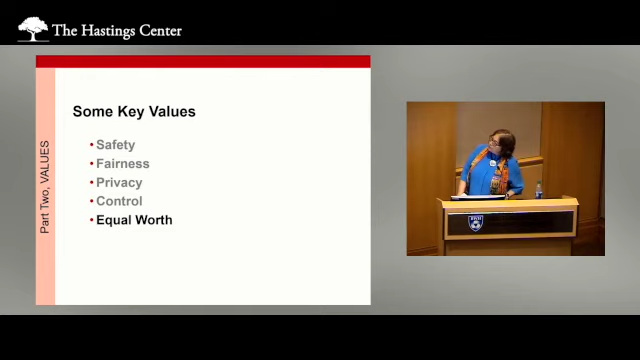 The Hastings Center
Part Two, VALUES
Some Key Values
• Safety
• Fairness
• Privacy
• Control
• Equal Worth